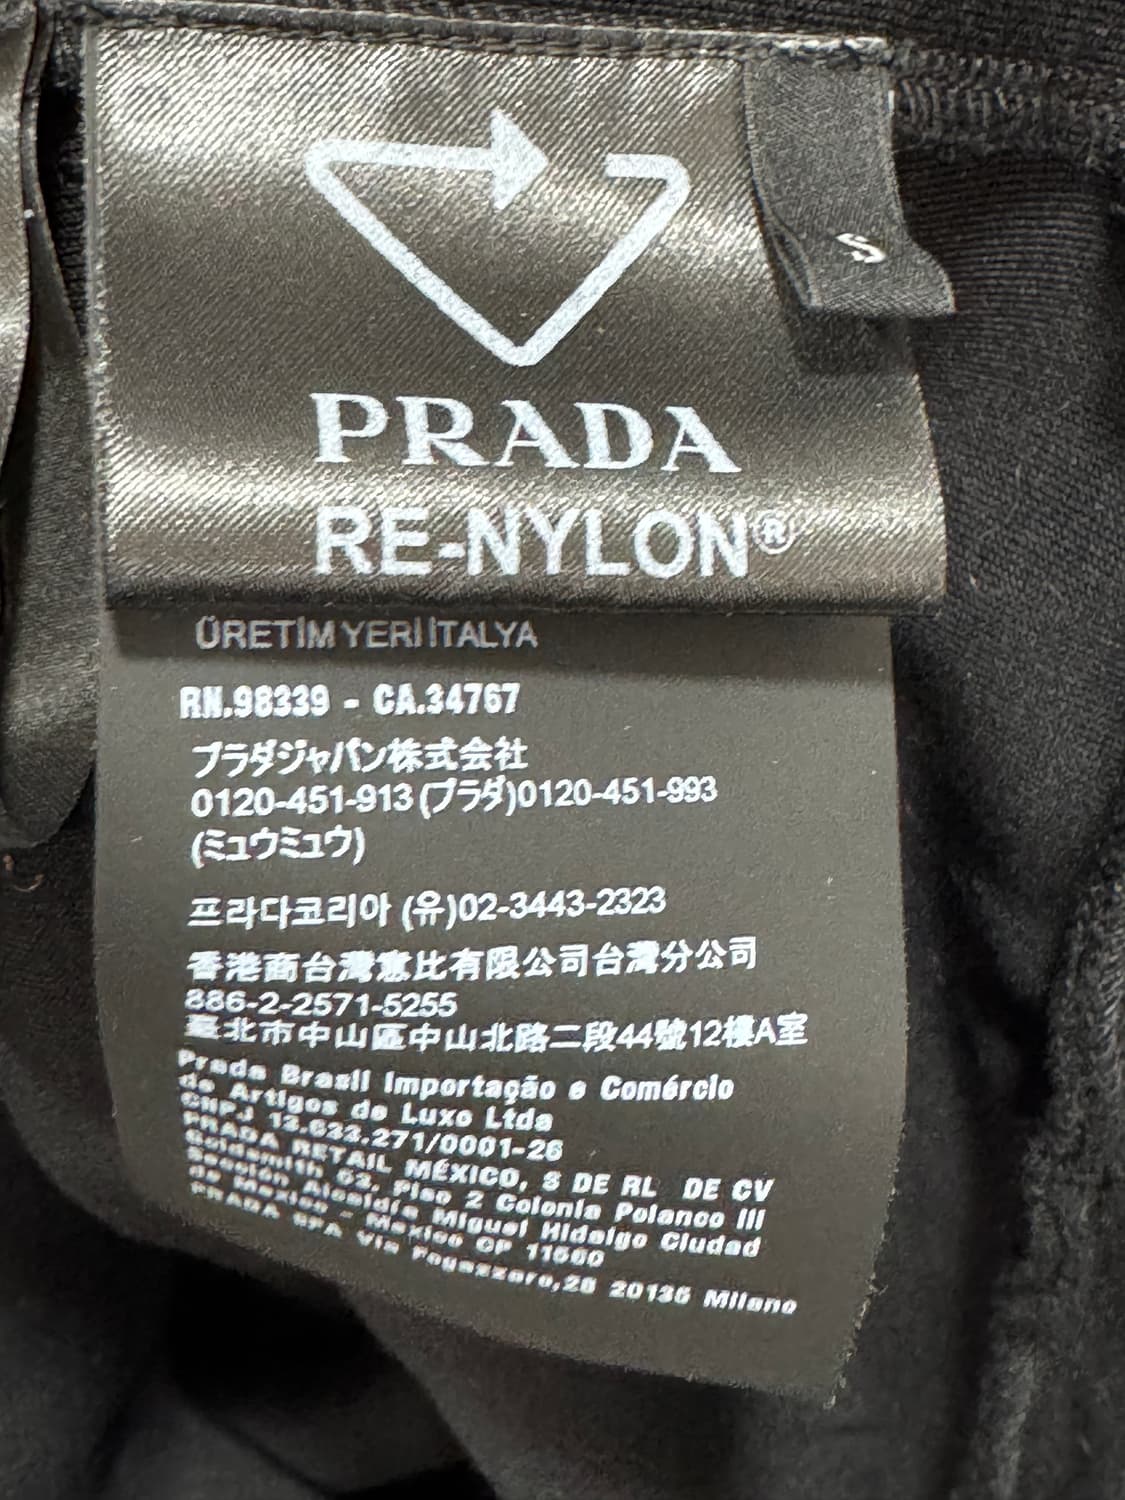 S
PRADA
RE-NYLON®
ÜRETİM YERİ İTALYA
RN.98339 - CA.34767
プラダジャパン株式会社
0120-451-913(プラダ)0120-451-993
(ミュウミュウ)
프라다코리아 (유)02-3443-2323
香港商台灣惠比有限公司台灣分公司
886-2-2571-5255
臺北市中山區中山北路二段44號12樓A室
Prada Brasil Importação e Comércio
de Artigos de Luxo Ltda
CNPJ 13.633.271/0001-26
PRADA RETAIL MÉXICO, S DE RL DE CV
Goldsmith 63, Piso 2 Colonia Polanco III
Sección Alcaldía Miguel Hidalgo Ciudad
de Mexico - Mexico CP 11560
PRADA SPA Via Fogazzaro,28 20135 Milano